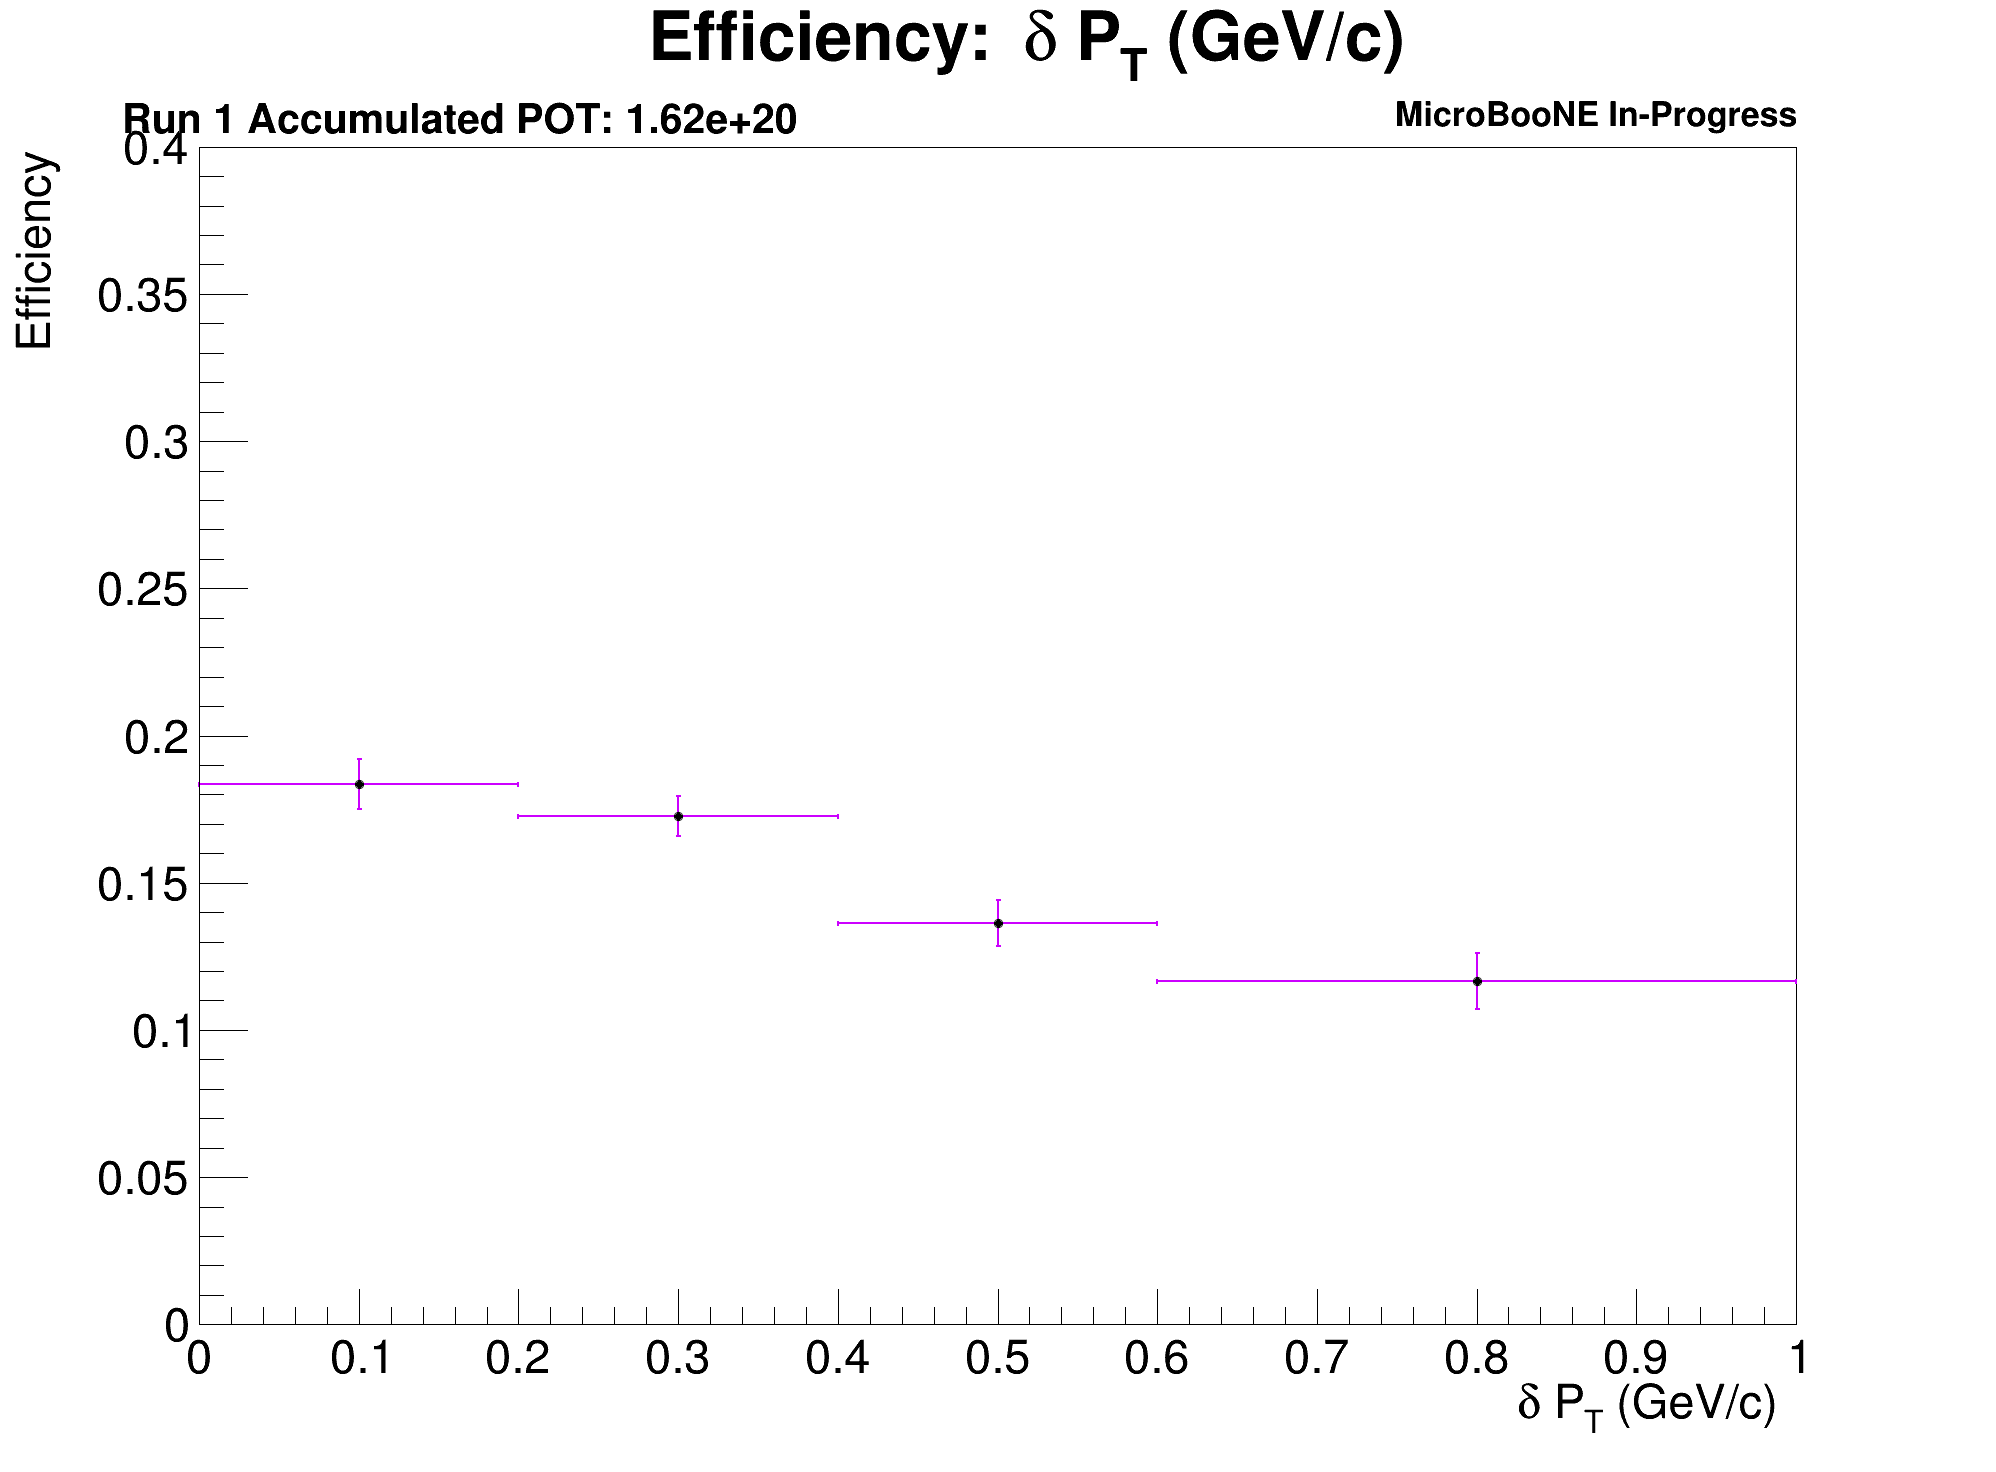 Efficiency: δ P_T (GeV/c)
Run 1 Accumulated POT: 1.62e+20
MicroBooNE In-Progress
Efficiency
0.4
0.35
0.3
0.25
0.2
0.15
0.1
0.05
0
0 0.1 0.2 0.3 0.4 0.5 0.6 0.7 0.8 0.9 1
δ P_T (GeV/c)